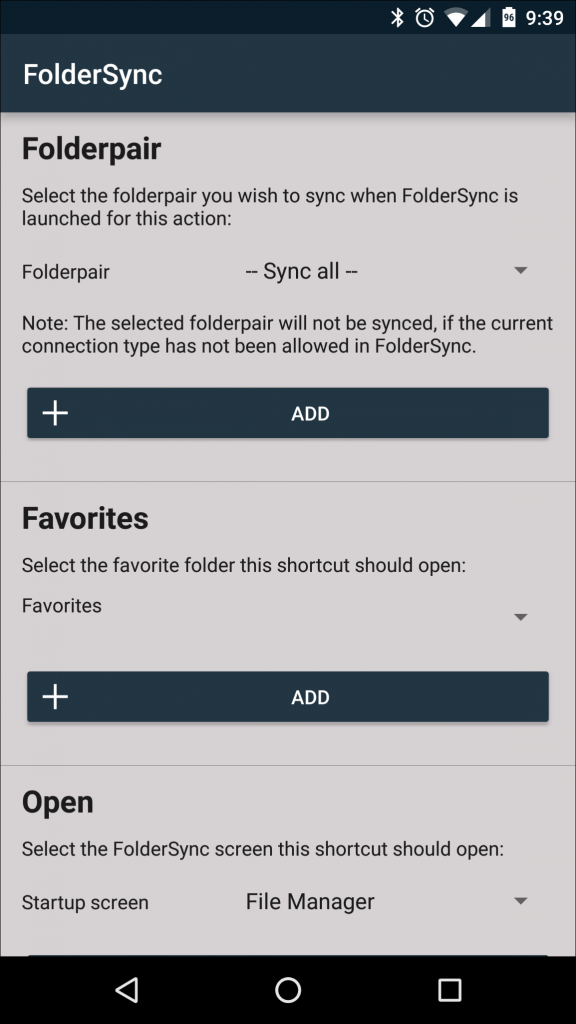 96 9:39
FolderSync
Folderpair
Select the folderpair you wish to sync when FolderSync is
launched for this action:
Folderpair -- Sync all --
Note: The selected folderpair will not be synced, if the current
connection type has not been allowed in FolderSync.
ADD
Favorites
Select the favorite folder this shortcut should open:
Favorites
ADD
Open
Select the FolderSync screen this shortcut should open:
Startup screen File Manager